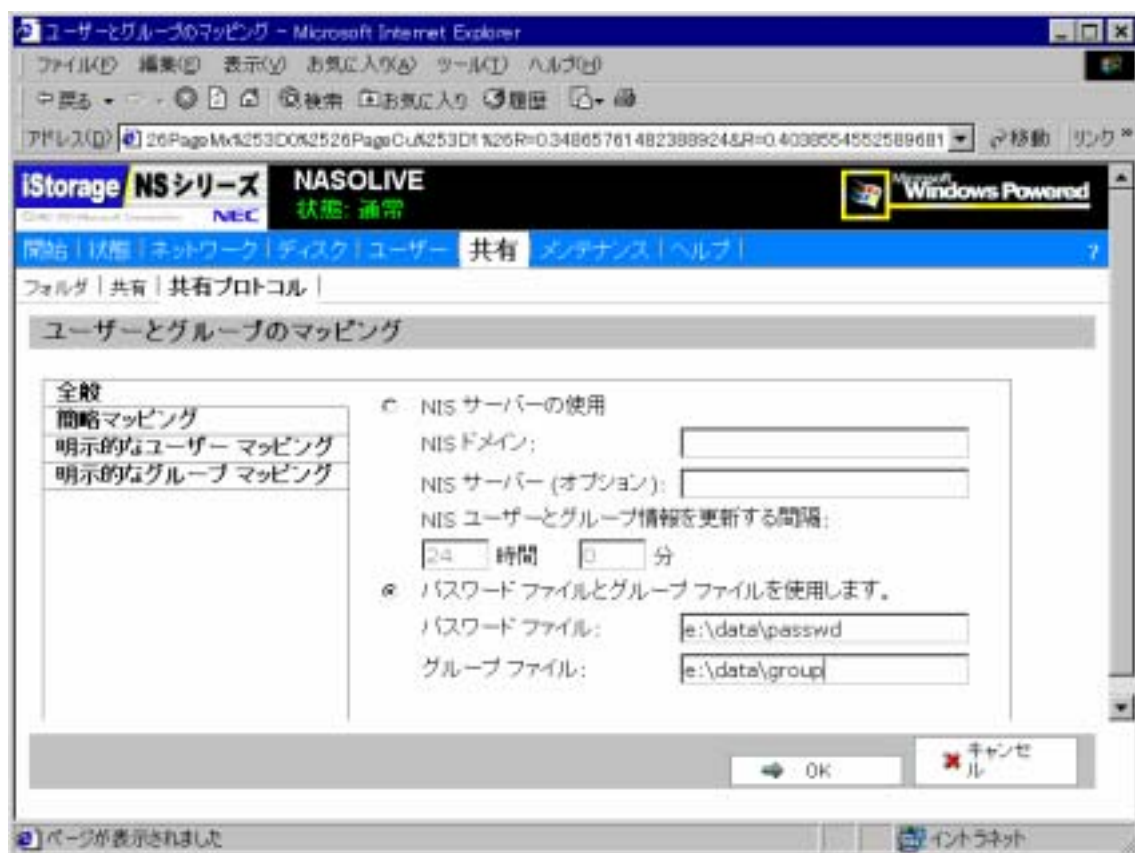 ユーザーとグループのマッピング - Microsoft Internet Explorer
ファイル(F) 編集(E) 表示(V) お気に入り(A) ツール(T) ヘルプ(H)
戻る 検索 お気に入り 履歴
アドレス(D) 26PageMx%253D0%2526PageCu%253D1%26R=0.348657614823889924&R=0.4038554552589681 移動 リンク »
iStorage NSシリーズ NASOLIVE Microsoft Windows Powered
NEC 状態: 通常
開始 | 状態 | ネットワーク | ディスク | ユーザー | 共有 | メンテナンス | ヘルプ | ?
フォルダ | 共有 | 共有プロトコル |
ユーザーとグループのマッピング
全般
簡略マッピング
明示的なユーザー マッピング
明示的なグループ マッピング
NIS サーバーの使用
NIS ドメイン:
NIS サーバー (オプション):
NIS ユーザーとグループ情報を更新する間隔:
24 時間 0 分
パスワード ファイルとグループ ファイルを使用します。
パスワード ファイル: e:\data\passwd
グループ ファイル: e:\data\group
OK キャンセル
ページが表示されました イントラネット